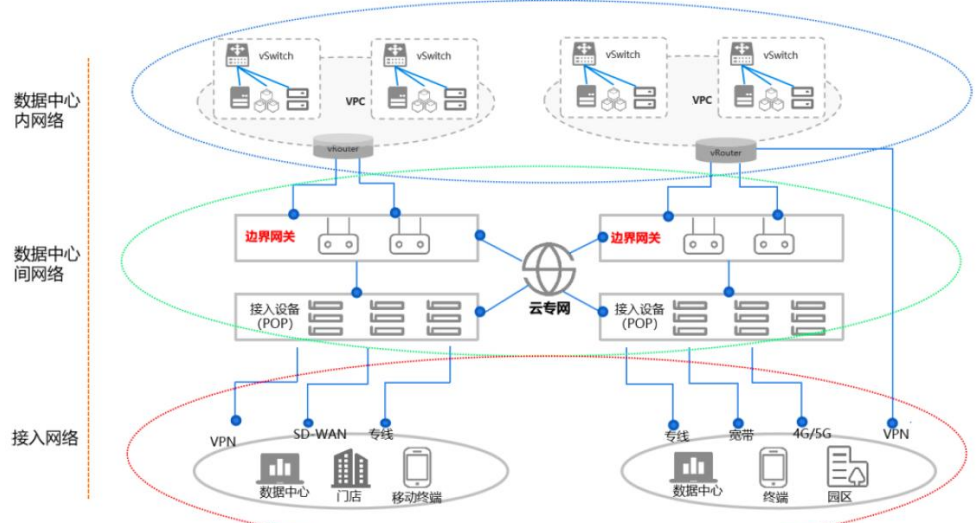 vSwitch
vSwitch
vSwitch
vSwitch
数据中心
内网络
VPC
VPC
vRouter
vRouter
边界网关
边界网关
数据中心
间网络
云专网
接入设备
(POP)
接入设备
(POP)
接入网络
VPN
SD-WAN
专线
专线
宽带
4G/5G
VPN
数据中心
门店
移动终端
数据中心
终端
园区